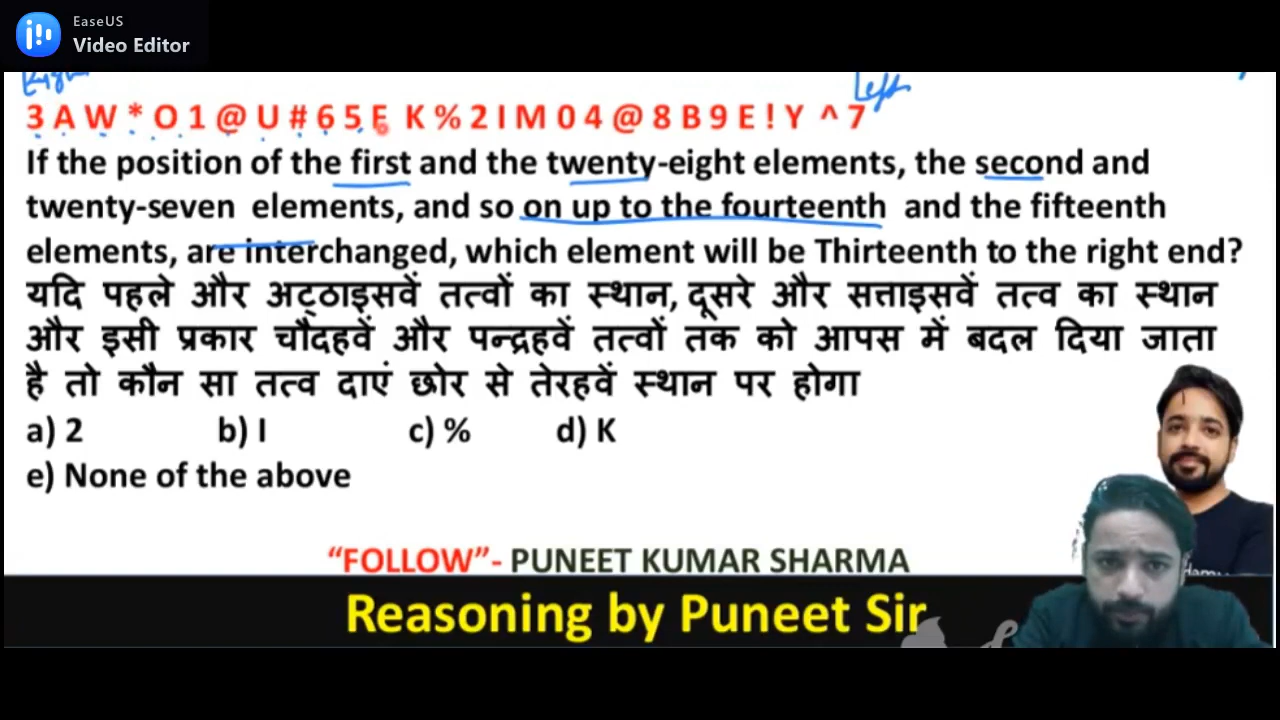 EaseUS
Video Editor
Left
3 A W * O 1 @ U # 6 5 E K % 2 I M 0 4 @ 8 B 9 E ! Y ^ 7
If the position of the first and the twenty-eight elements, the second and
twenty-seven elements, and so on up to the fourteenth and the fifteenth
elements, are interchanged, which element will be Thirteenth to the right end?
यदि पहले और अट्ठाइसवें तत्वों का स्थान, दूसरे और सत्ताइसवें तत्व का स्थान
और इसी प्रकार चौदहवें और पन्द्रहवें तत्वों तक को आपस में बदल दिया जाता
है तो कौन सा तत्व दाएं छोर से तेरहवें स्थान पर होगा
a) 2 b) I c) % d) K
e) None of the above
“FOLLOW”- PUNEET KUMAR SHARMA
Reasoning by Puneet Sir